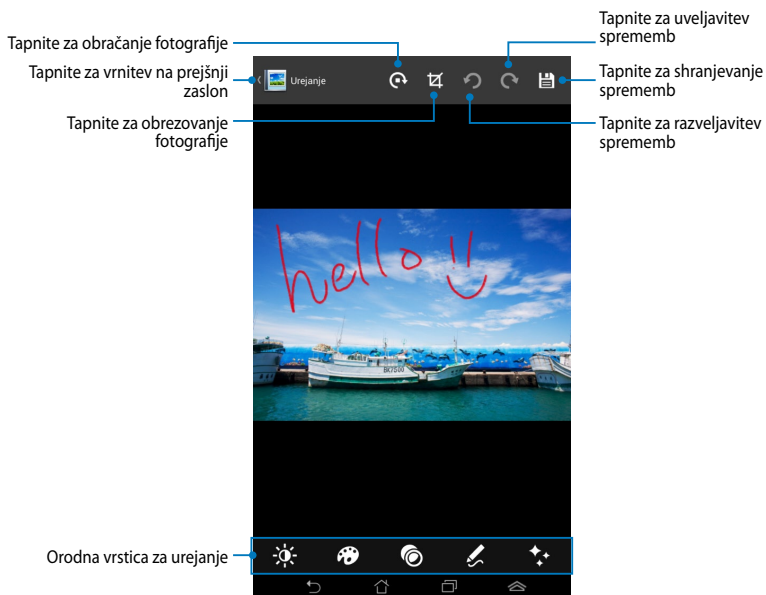 Tapnite za uveljavitev
sprememb
Tapnite za obračanje fotografije
Tapnite za vrnitev na prejšnji
zaslon
Urejanje
Tapnite za shranjevanje
sprememb
Tapnite za obrezovanje
fotografije
Tapnite za razveljavitev
sprememb
hello
BK7500
Orodna vrstica za urejanje